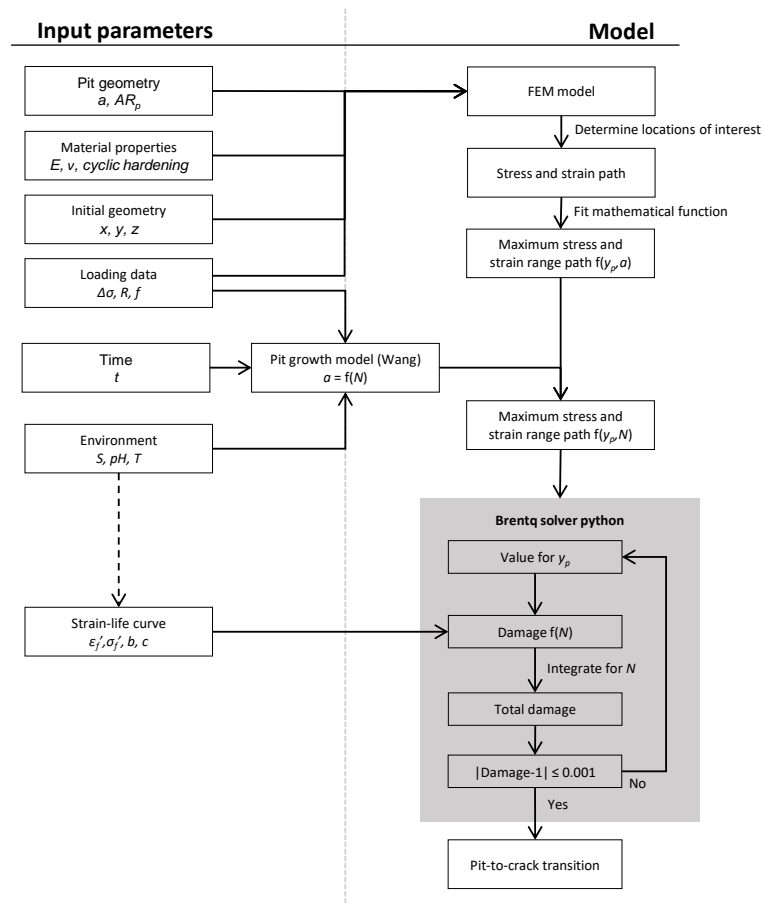 Input parameters
Model
Pit geometry
a, ARp
FEM model
Determine locations of interest
Material properties
E, ν, cyclic hardening
Stress and strain path
Fit mathematical function
Initial geometry
x, y, z
Maximum stress and
strain range path f(yp,a)
Loading data
Δσ, R, f
Time
t
Pit growth model (Wang)
a = f(N)
Maximum stress and
strain range path f(yp,N)
Environment
S, pH, T
Brentq solver python
Value for yp
Strain-life curve
εf′,σf′, b, c
Damage f(N)
Integrate for N
Total damage
|Damage-1| ≤ 0.001
No
Yes
Pit-to-crack transition